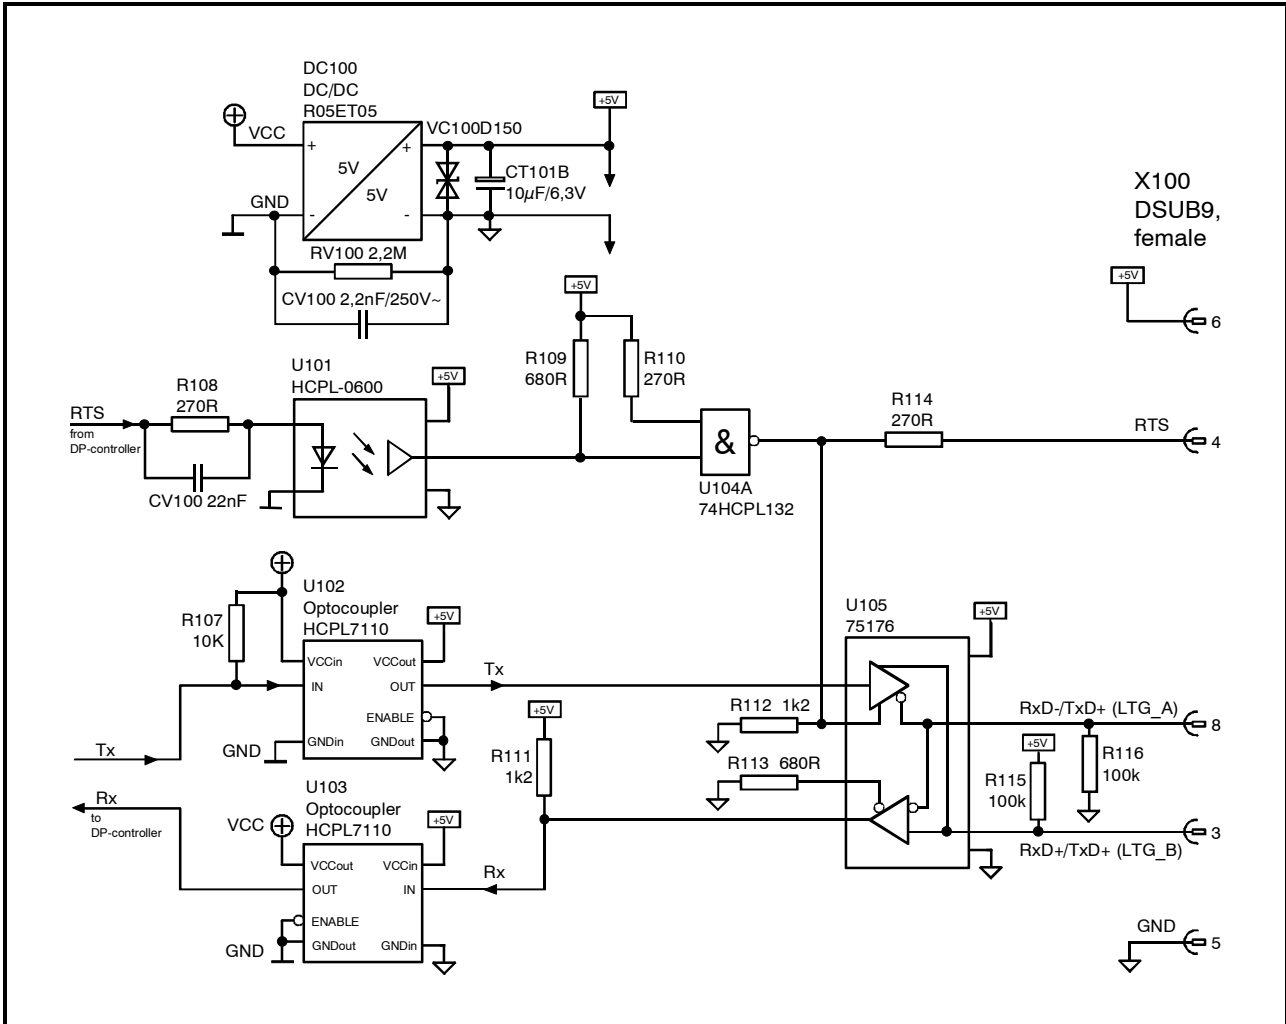 DC100
DC/DC
R05ET05
+5V
VCC
VC100D150
+
+
5V
5V
CT101B
10µF/6,3V
GND
-
-
X100
DSUB9,
female
RV100 2,2M
+5V
+5V
CV100 2,2nF/250V~
6
U101
HCPL-0600
+5V
R109
680R
R110
270R
R108
270R
R114
270R
RTS
from
DP-controller
&
RTS
4
CV100 22nF
U104A
74HCPL132
U102
Optocoupler
HCPL7110
+5V
U105
75176
+5V
R107
10K
VCCin
VCCout
Tx
IN
OUT
R112 1k2
RxD-/TxD+ (LTG_A)
8
ENABLE
+5V
GND
GNDin
GNDout
Tx
R111
1k2
R113 680R
+5V
R116
100k
R115
100k
U103
Optocoupler
HCPL7110
Rx
to
DP-controller
VCC
+5V
3
RxD+/TxD+ (LTG_B)
VCCout
VCCin
Rx
OUT
IN
ENABLE
GND
GNDout
GNDin
GND
5